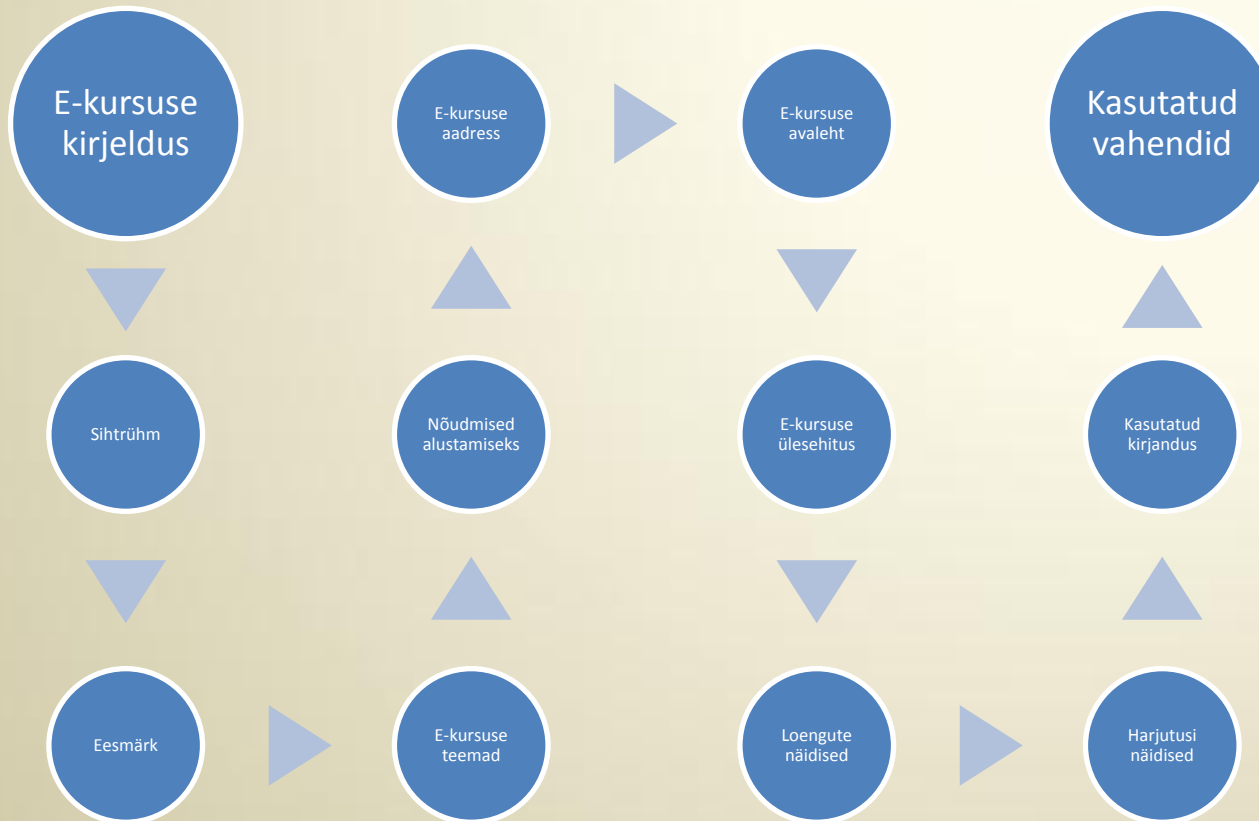 E-kursuse
kirjeldus
Sihtrühm
Eesmärk
E-kursuse
teemad
Nõudmised
alustamiseks
E-kursuse
aadress
E-kursuse
avaleht
E-kursuse
ülesehitus
Loengute
näidised
Harjutusi
näidised
Kasutatud
kirjandus
Kasutatud
vahendid